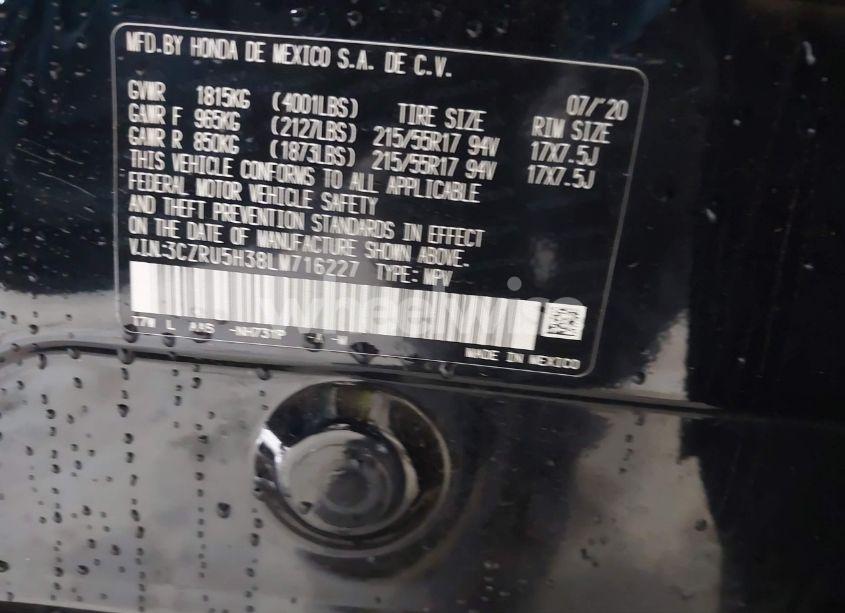 MFD.BY HONDA DE MEXICO S.A. DE C.V.
07/'20
GVWR 1815KG (4001LBS) TIRE SIZE RIM SIZE
GAWR F 965KG (2127LBS) 215/55R17 94V 17X7.5J
GAWR R 850KG (1873LBS) 215/55R17 94V 17X7.5J
THIS VEHICLE CONFORMS TO ALL APPLICABLE
FEDERAL MOTOR VEHICLE SAFETY
AND THEFT PREVENTION STANDARDS IN EFFECT
ON THE DATE OF MANUFACTURE SHOWN ABOVE.
V.I.N:3CZRU5H38LM716227 TYPE: MPV
T7W L AA5 -NH731P -A -M
MADE IN MEXICO